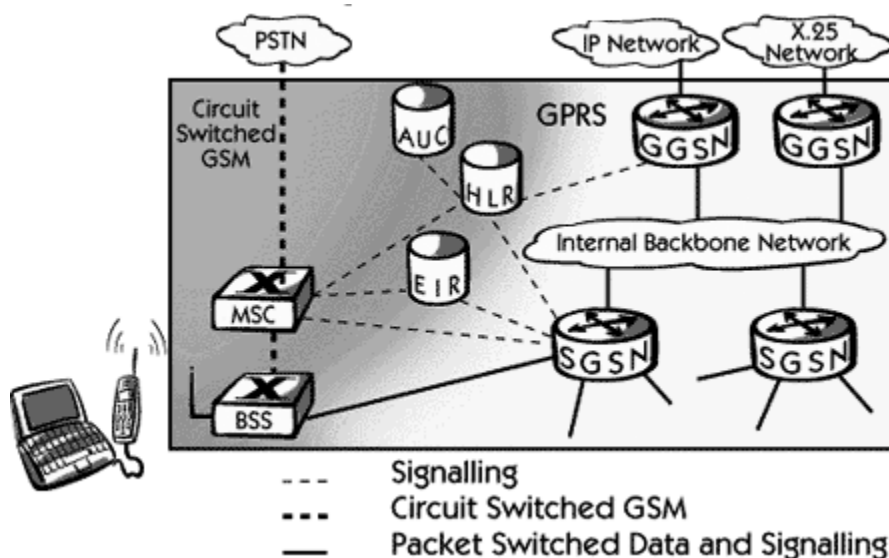 PSTN
IP Network
X.25
Network
Circuit
Switched
GSM
AUC
GPRS
GGSN
GGSN
HLR
Internal Backbone Network
EIR
MSC
SGSN
SGSN
BSS
Signalling
Circuit Switched GSM
Packet Switched Data and Signalling